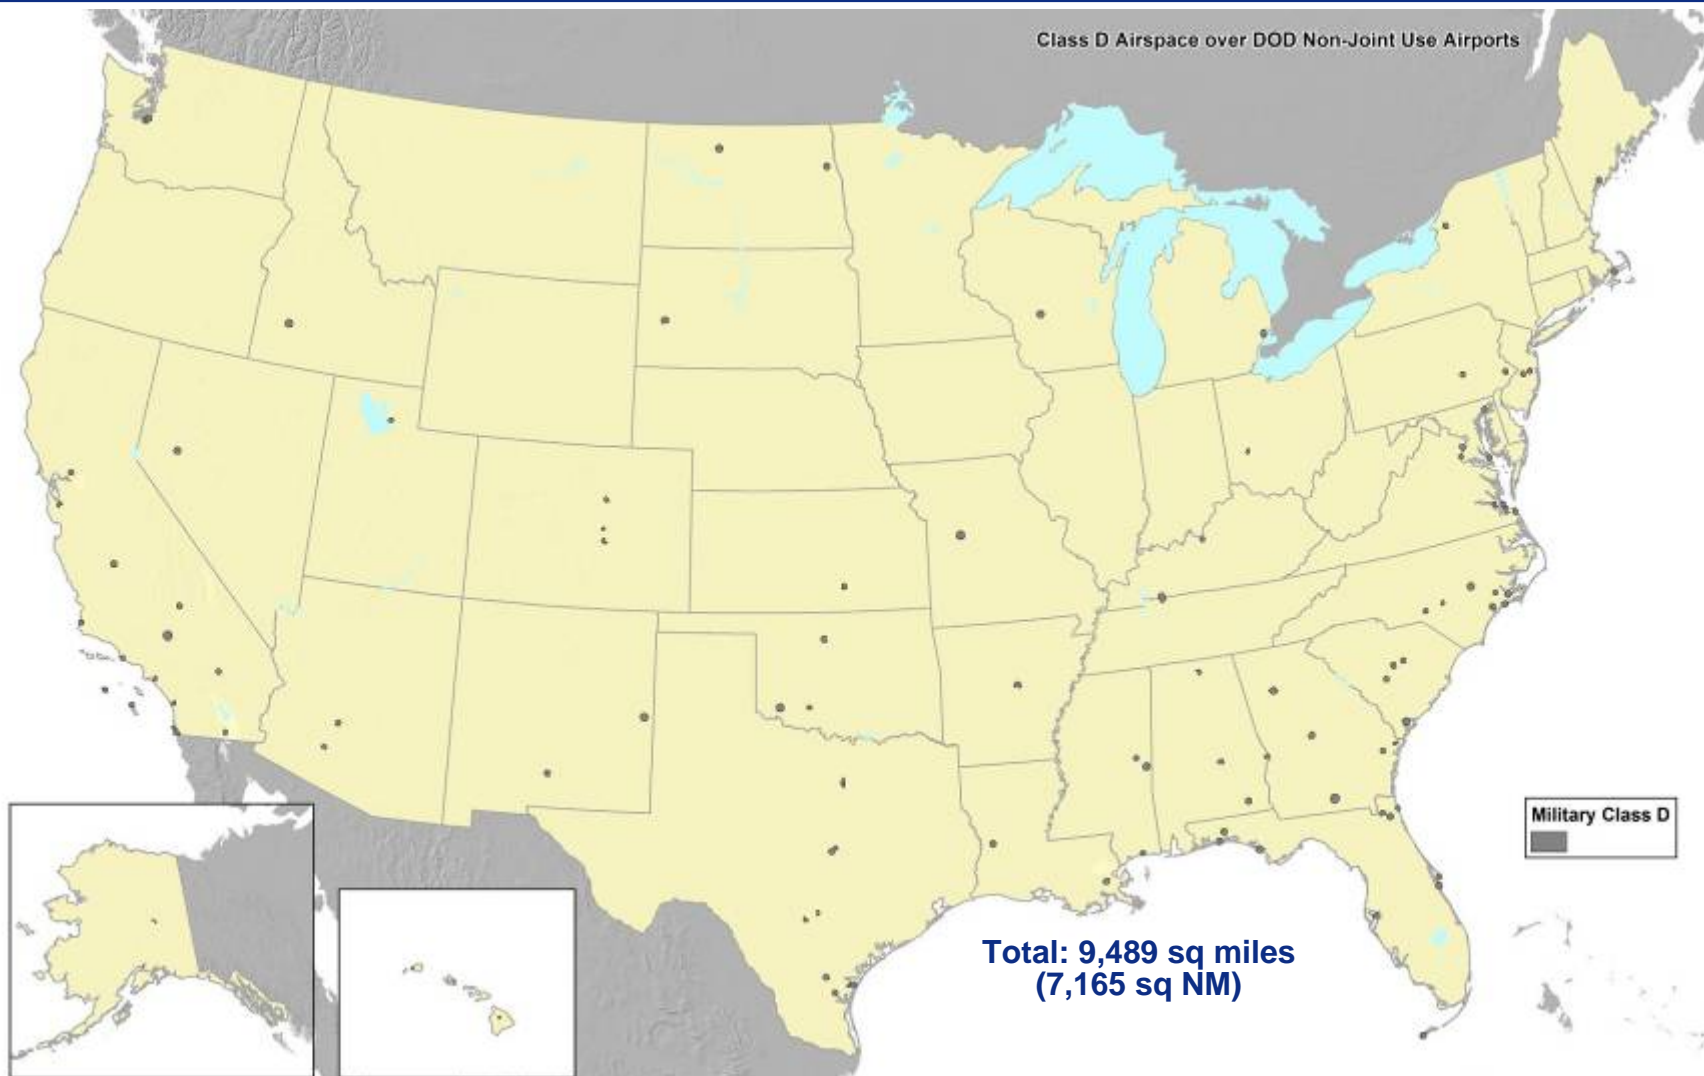 Class D Airspace over DOD Non-Joint Use Airports
Military Class D
Total: 9,489 sq miles
(7,165 sq NM)